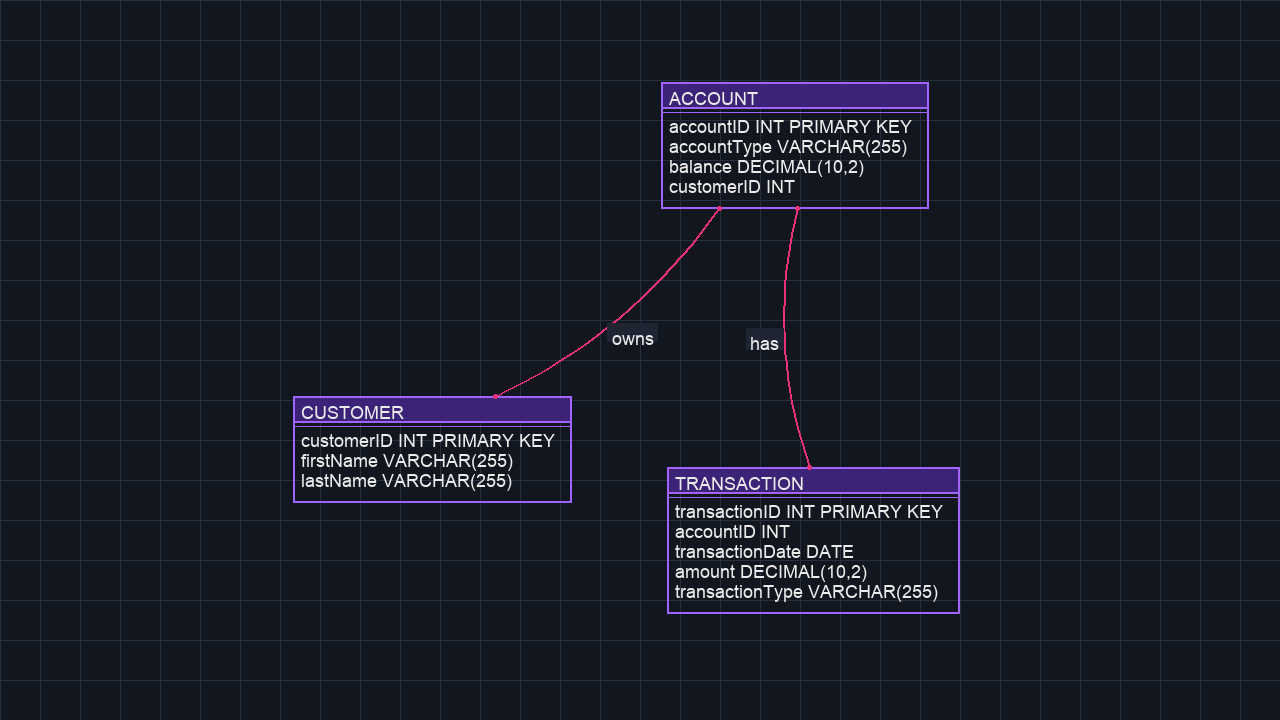 ACCOUNT
accountID INT PRIMARY KEY
accountType VARCHAR(255)
balance DECIMAL(10,2)
customerID INT
owns
has
CUSTOMER
customerID INT PRIMARY KEY
firstName VARCHAR(255)
lastName VARCHAR(255)
TRANSACTION
transactionID INT PRIMARY KEY
accountID INT
transactionDate DATE
amount DECIMAL(10,2)
transactionType VARCHAR(255)